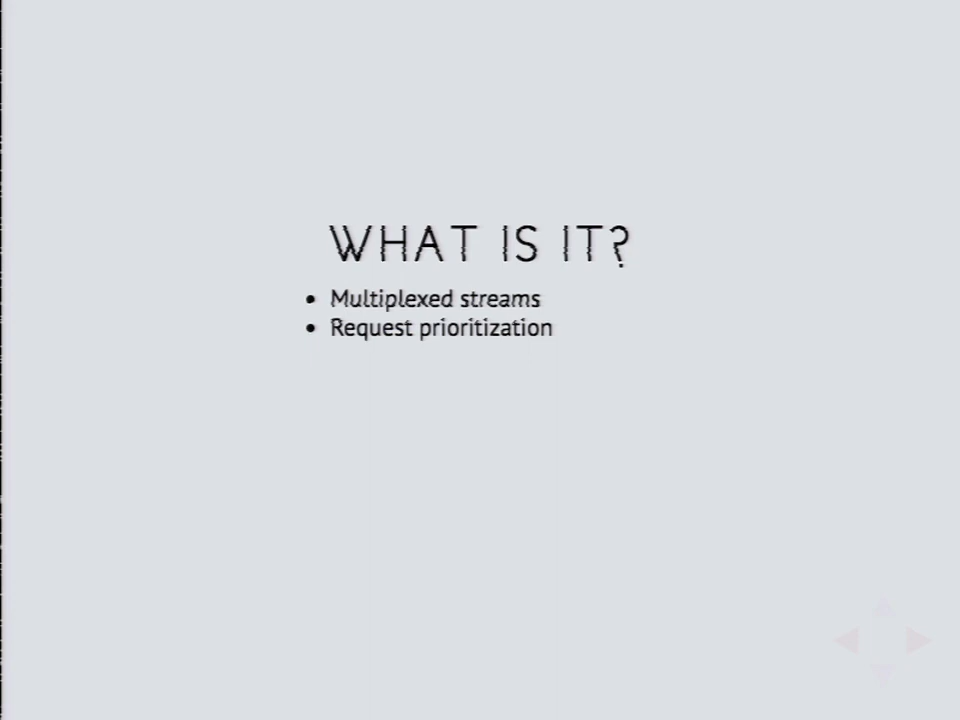 WHAT IS IT?
• Multiplexed streams
• Request prioritization